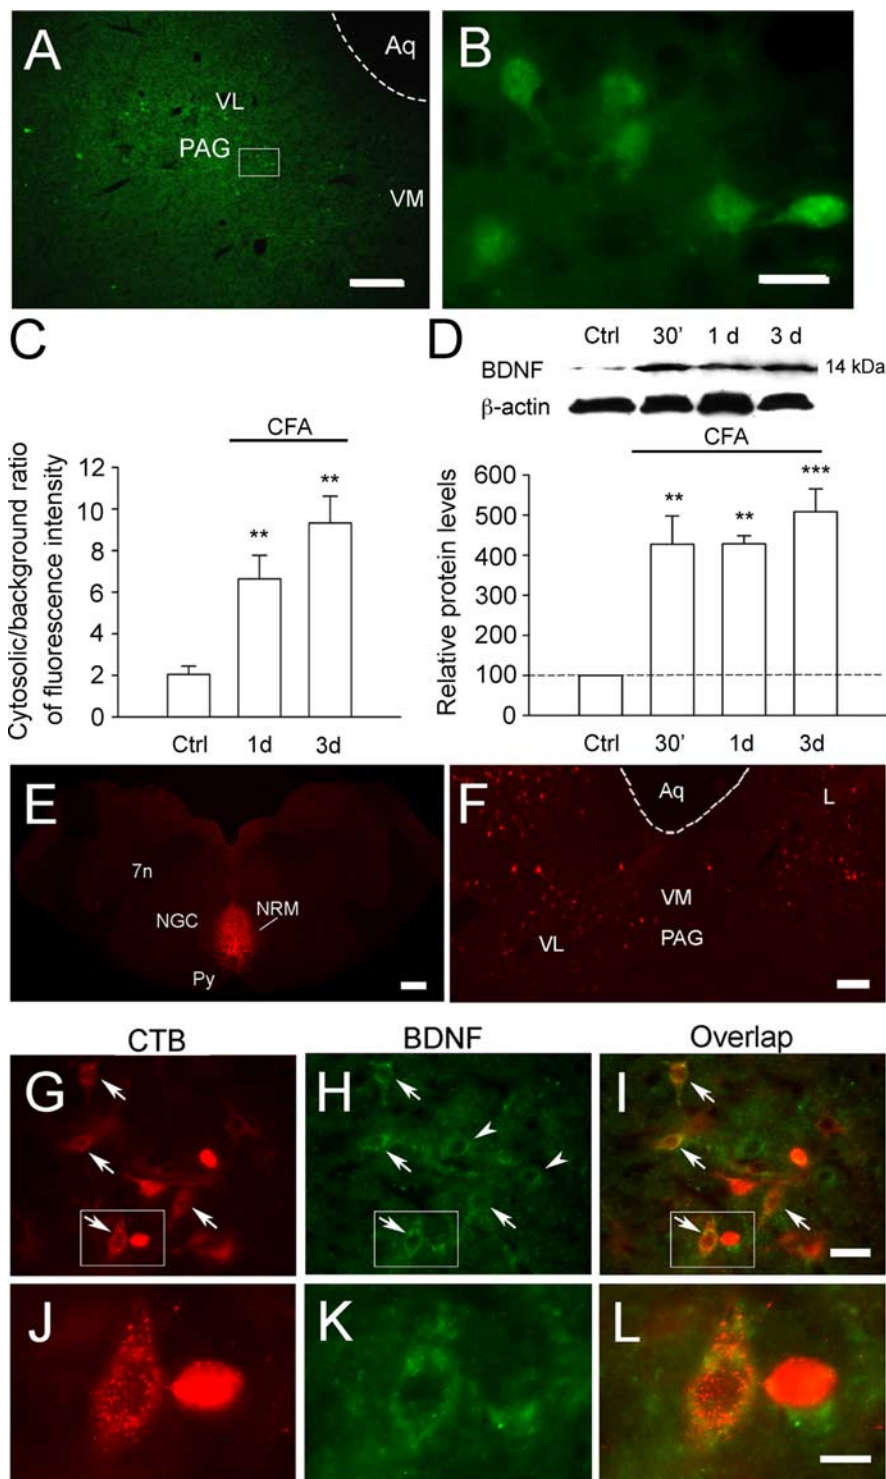 A
Aq
VL
PAG
VM
B
C
CFA
Cytosolic/background ratio
of fluorescence intensity
12
10
8
6
4
2
0
**
**
Ctrl
1d
3d
D
Ctrl 30' 1 d 3 d
BDNF
14 kDa
β-actin
CFA
Relative protein levels
600
500
400
300
200
100
0
**
**
***
Ctrl
30'
1d
3d
E
7n
NGC
NRM
Py
F
Aq
L
VM
VL
PAG
CTB
BDNF
Overlap
G
H
I
J
K
L